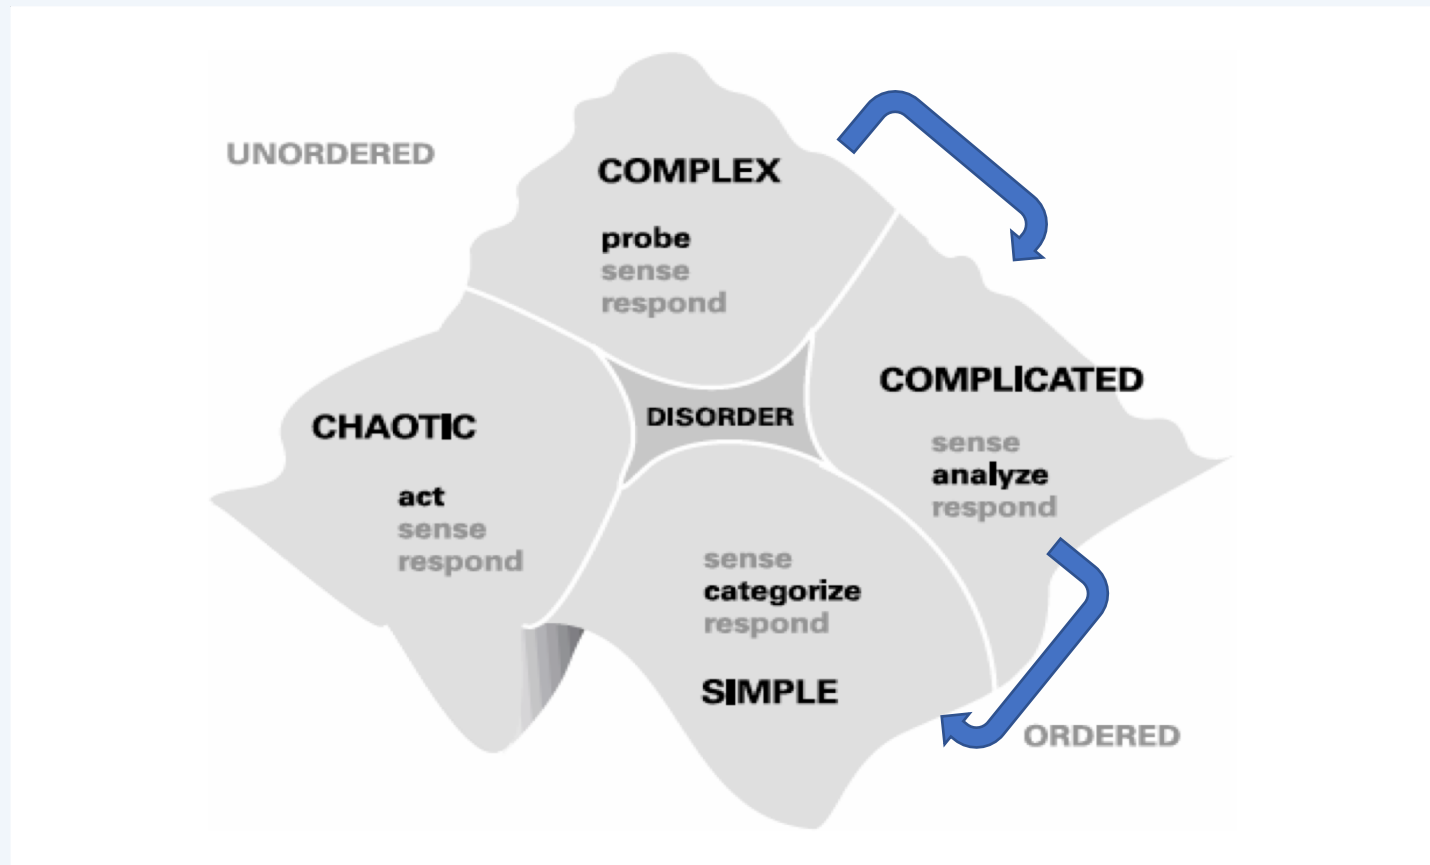 UNORDERED
COMPLEX
probe
sense
respond
COMPLICATED
sense
analyze
respond
DISORDER
CHAOTIC
act
sense
respond
sense
categorize
respond
SIMPLE
ORDERED